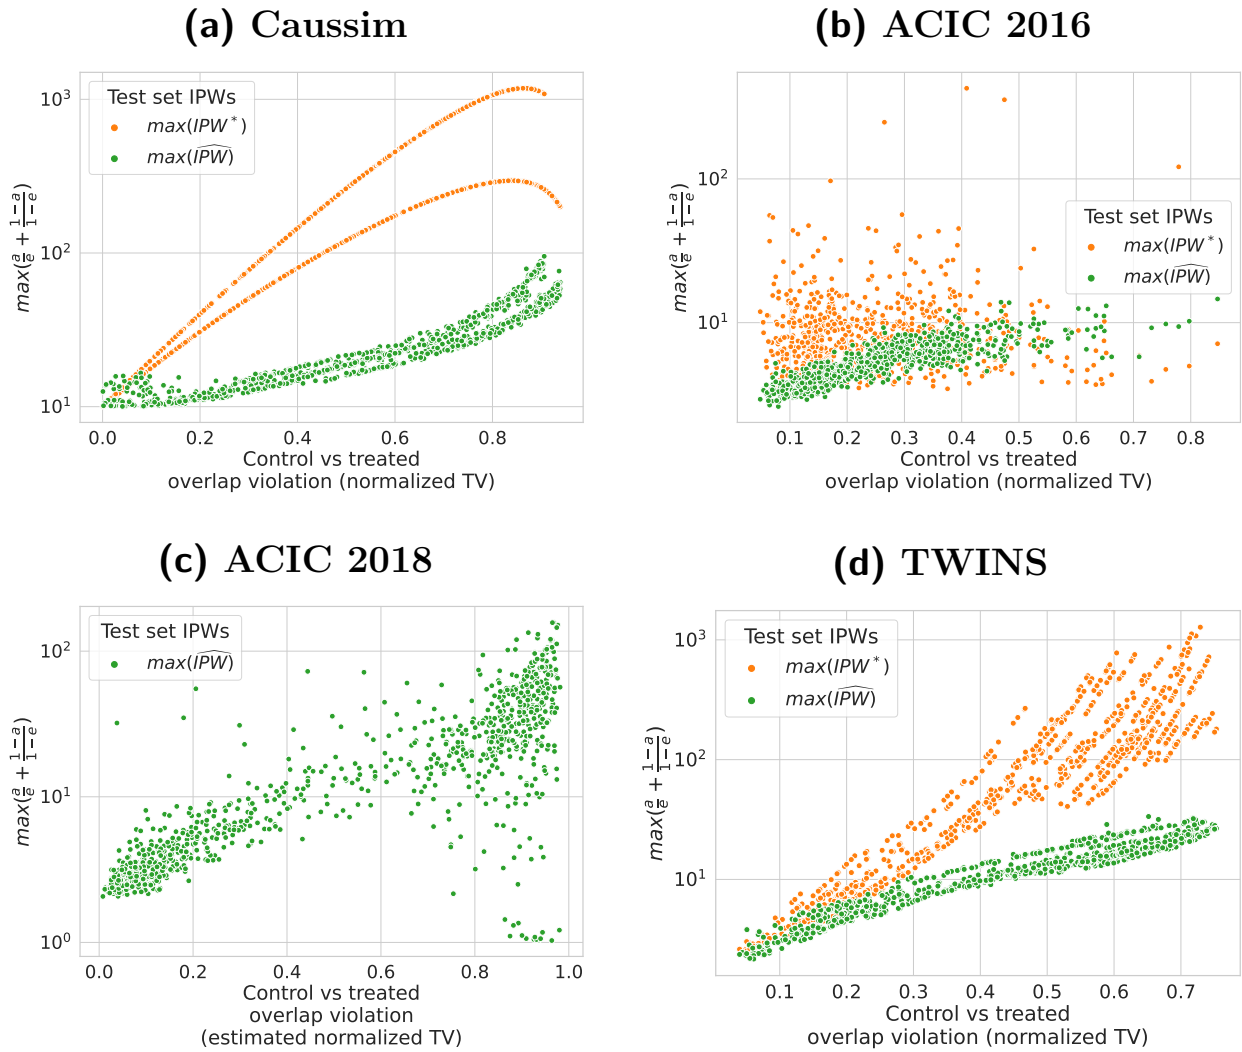 (a) Caussim
10³
10²
10¹
max(a/e + 1−a/1−e)
Test set IPWs
max(IPW*)
max(\widehat{IPW})
0.0 0.2 0.4 0.6 0.8
Control vs treated
overlap violation (normalized TV)
(b) ACIC 2016
10²
10¹
max(a/e + 1−a/1−e)
Test set IPWs
max(IPW*)
max(\widehat{IPW})
0.1 0.2 0.3 0.4 0.5 0.6 0.7 0.8
Control vs treated
overlap violation (normalized TV)
(c) ACIC 2018
10²
10¹
10⁰
max(a/e + 1−a/1−e)
Test set IPWs
max(\widehat{IPW})
0.0 0.2 0.4 0.6 0.8 1.0
Control vs treated
overlap violation
(estimated normalized TV)
(d) TWINS
10³
10²
10¹
max(a/e + 1−a/1−e)
Test set IPWs
max(IPW*)
max(\widehat{IPW})
0.1 0.2 0.3 0.4 0.5 0.6 0.7
Control vs treated
overlap violation (normalized TV)